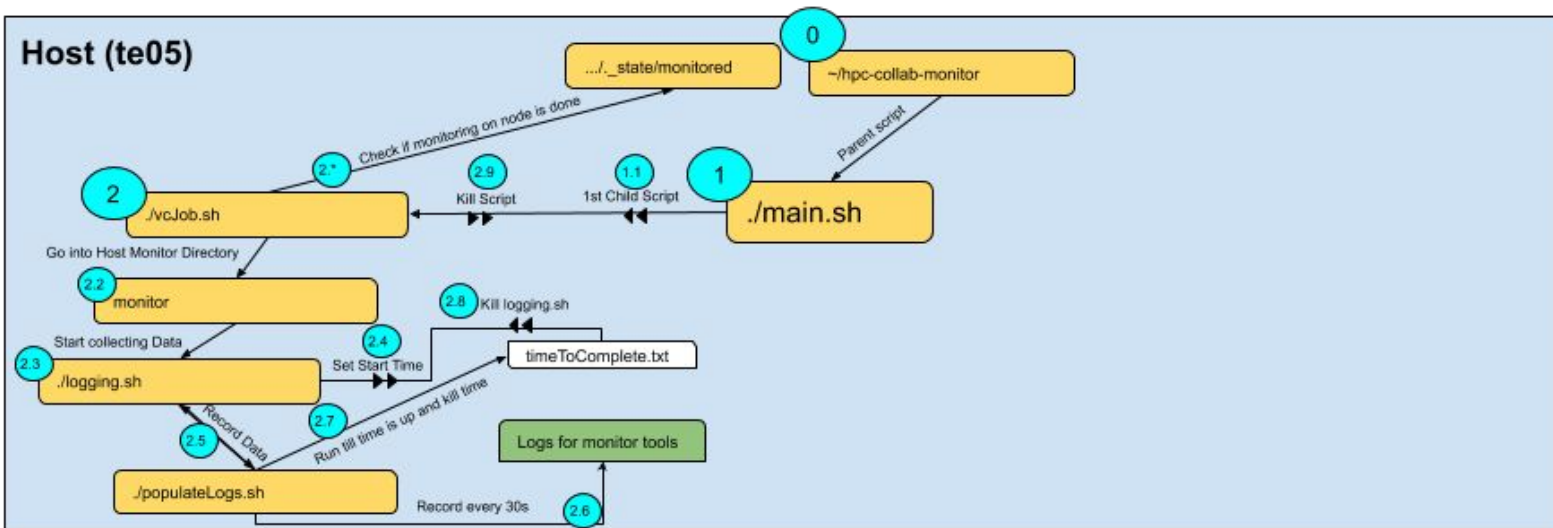 0
Host (te05)
.../._state/monitored
~/hpc-collab-monitor
Check if monitoring on node is done
Parent script
2.*
2.9
1.1
1
2
Kill Script
1st Child Script
./vcJob.sh
./main.sh
Go into Host Monitor Directory
2.2
monitor
2.8
Kill logging.sh
Start collecting Data
2.4
2.3
Set Start Time
timeToComplete.txt
./logging.sh
Record Data
2.7
Run till time is up and kill time
2.5
Logs for monitor tools
./populateLogs.sh
Record every 30s
2.6